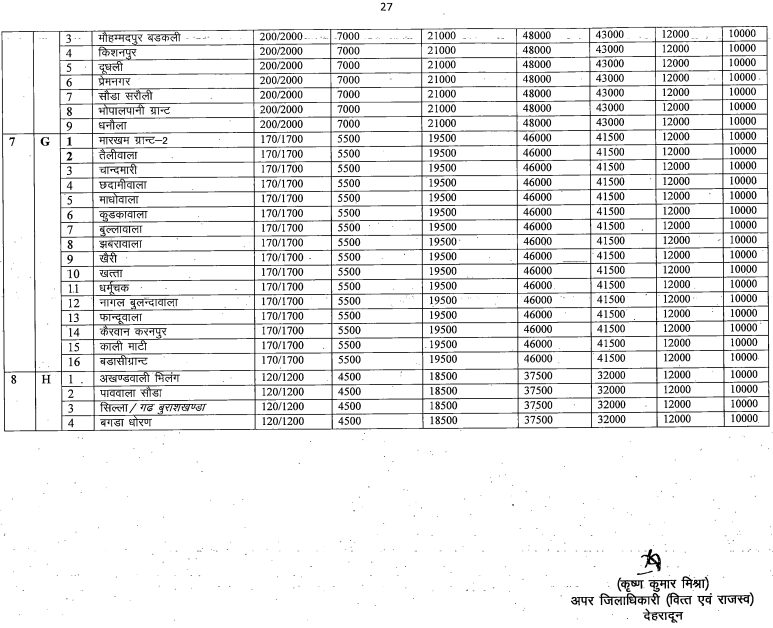 27
3 मौहम्मदपुर बडकली 200/2000 7000 21000 48000 43000 12000 10000
4 किशनपुर 200/2000 7000 21000 48000 43000 12000 10000
5 दूधली 200/2000 7000 21000 48000 43000 12000 10000
6 प्रेमनगर 200/2000 7000 21000 48000 43000 12000 10000
7 सौडा सरौली 200/2000 7000 21000 48000 43000 12000 10000
8 भोपालपानी ग्रान्ट 200/2000 7000 21000 48000 43000 12000 10000
9 धनौला 200/2000 7000 21000 48000 43000 12000 10000
7 G 1 मारखम ग्रान्ट–2 170/1700 5500 19500 46000 41500 12000 10000
2 तैलीवाला 170/1700 5500 19500 46000 41500 12000 10000
3 चान्दमारी 170/1700 5500 19500 46000 41500 12000 10000
4 छदामीवाला 170/1700 5500 19500 46000 41500 12000 10000
5 माधोवाला 170/1700 5500 19500 46000 41500 12000 10000
6 कुडकावाला 170/1700 5500 19500 46000 41500 12000 10000
7 बुल्लावाला 170/1700 5500 19500 46000 41500 12000 10000
8 झबरावाला 170/1700 5500 19500 46000 41500 12000 10000
9 खैरी 170/1700 5500 19500 46000 41500 12000 10000
10 खत्ता 170/1700 5500 19500 46000 41500 12000 10000
11 धर्मूचक 170/1700 5500 19500 46000 41500 12000 10000
12 नागल बुलन्दावाला 170/1700 5500 19500 46000 41500 12000 10000
13 फान्दूवाला 170/1700 5500 19500 46000 41500 12000 10000
14 कैरवान करनपुर 170/1700 5500 19500 46000 41500 12000 10000
15 काली माटी 170/1700 5500 19500 46000 41500 12000 10000
16 बडासीग्रान्ट 170/1700 5500 19500 46000 41500 12000 10000
8 H 1 अखण्डवाली भिलंग 120/1200 4500 18500 37500 32000 12000 10000
2 पाववाला सौडा 120/1200 4500 18500 37500 32000 12000 10000
3 सिल्ला/गढ बुराशखण्डा 120/1200 4500 18500 37500 32000 12000 10000
4 बगडा धोरण 120/1200 4500 18500 37500 32000 12000 10000
(कृष्ण कुमार मिश्रा)
अपर जिलाधिकारी (वित्त एवं राजस्व)
देहरादून